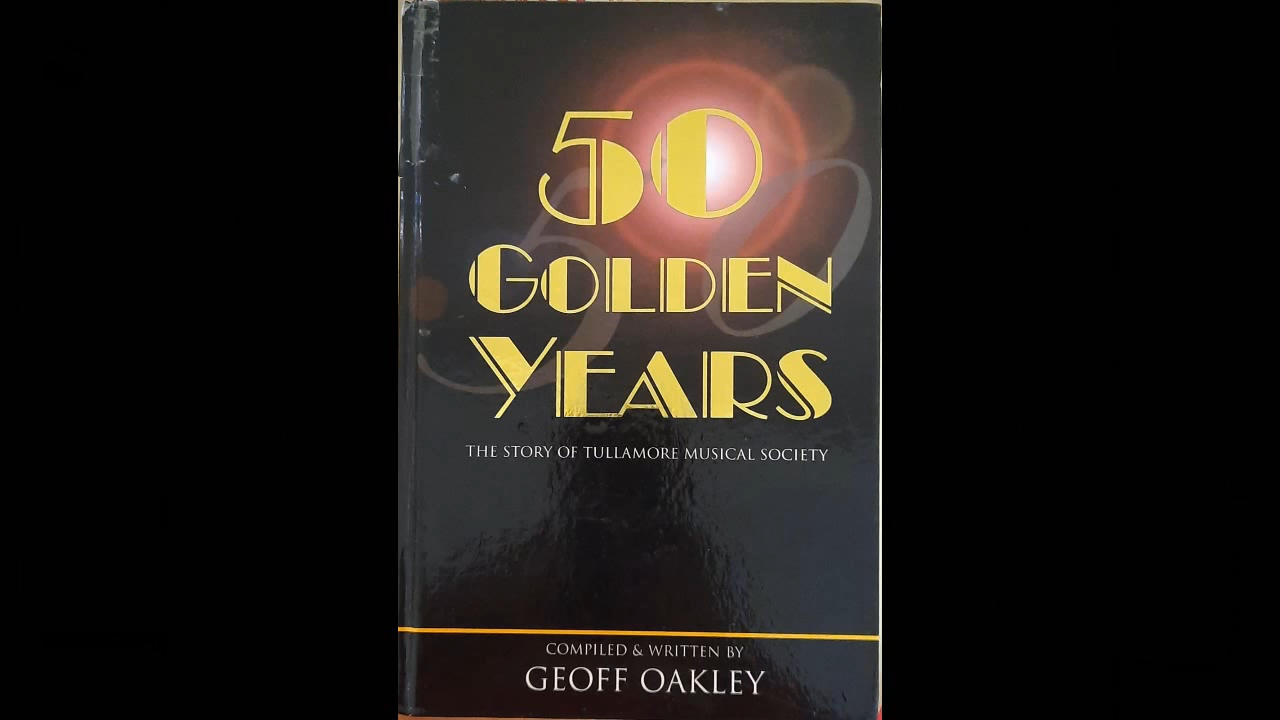 50
GOLDEN
YEARS
THE STORY OF TULLAMORE MUSICAL SOCIETY
COMPILED & WRITTEN BY
GEOFF OAKLEY